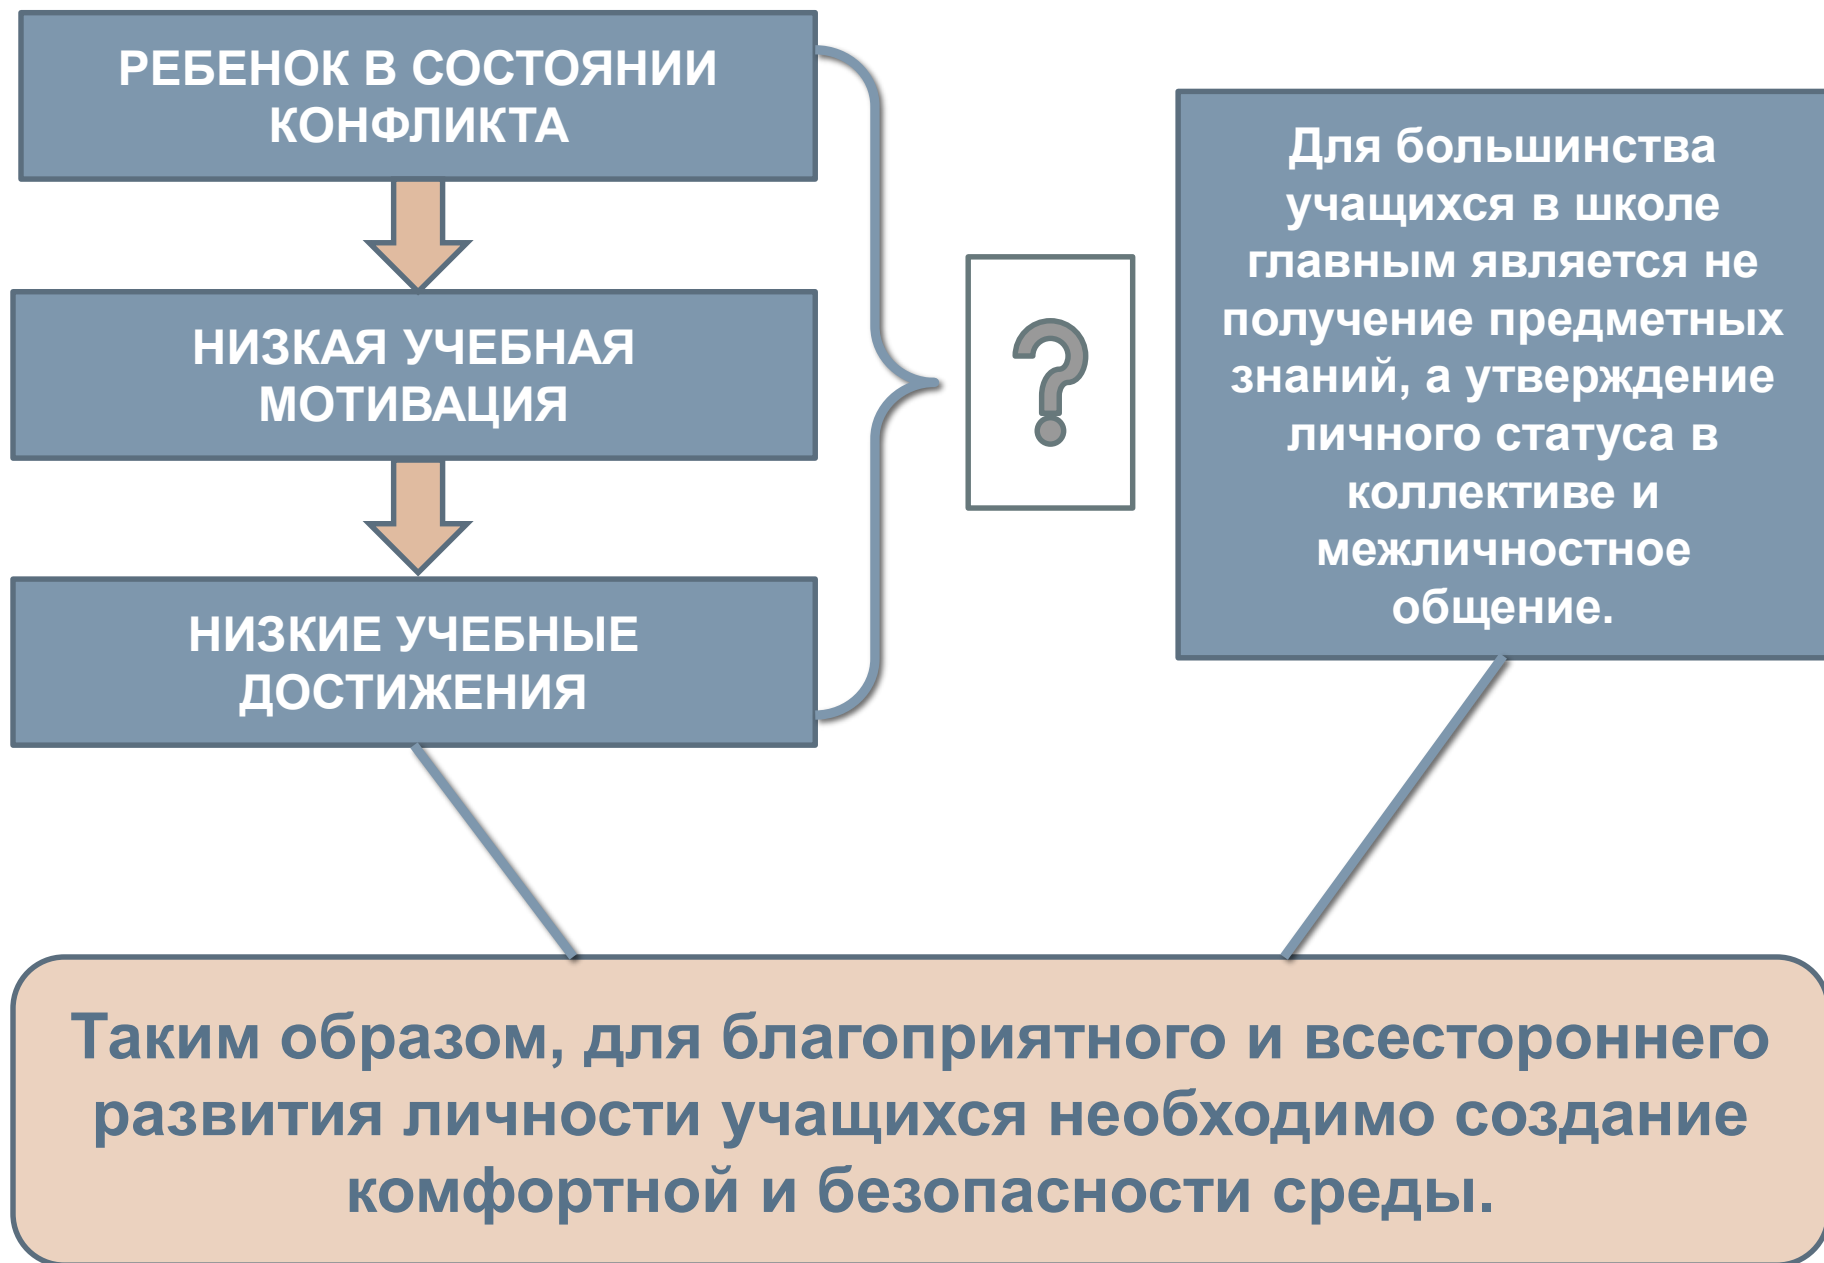 РЕБЕНОК В СОСТОЯНИИ
КОНФЛИКТА
НИЗКАЯ УЧЕБНАЯ
МОТИВАЦИЯ
НИЗКИЕ УЧЕБНЫЕ
ДОСТИЖЕНИЯ
?
Для большинства
учащихся в школе
главным является не
получение предметных
знаний, а утверждение
личного статуса в
коллективе и
межличностное
общение.
Таким образом, для благоприятного и всестороннего
развития личности учащихся необходимо создание
комфортной и безопасности среды.